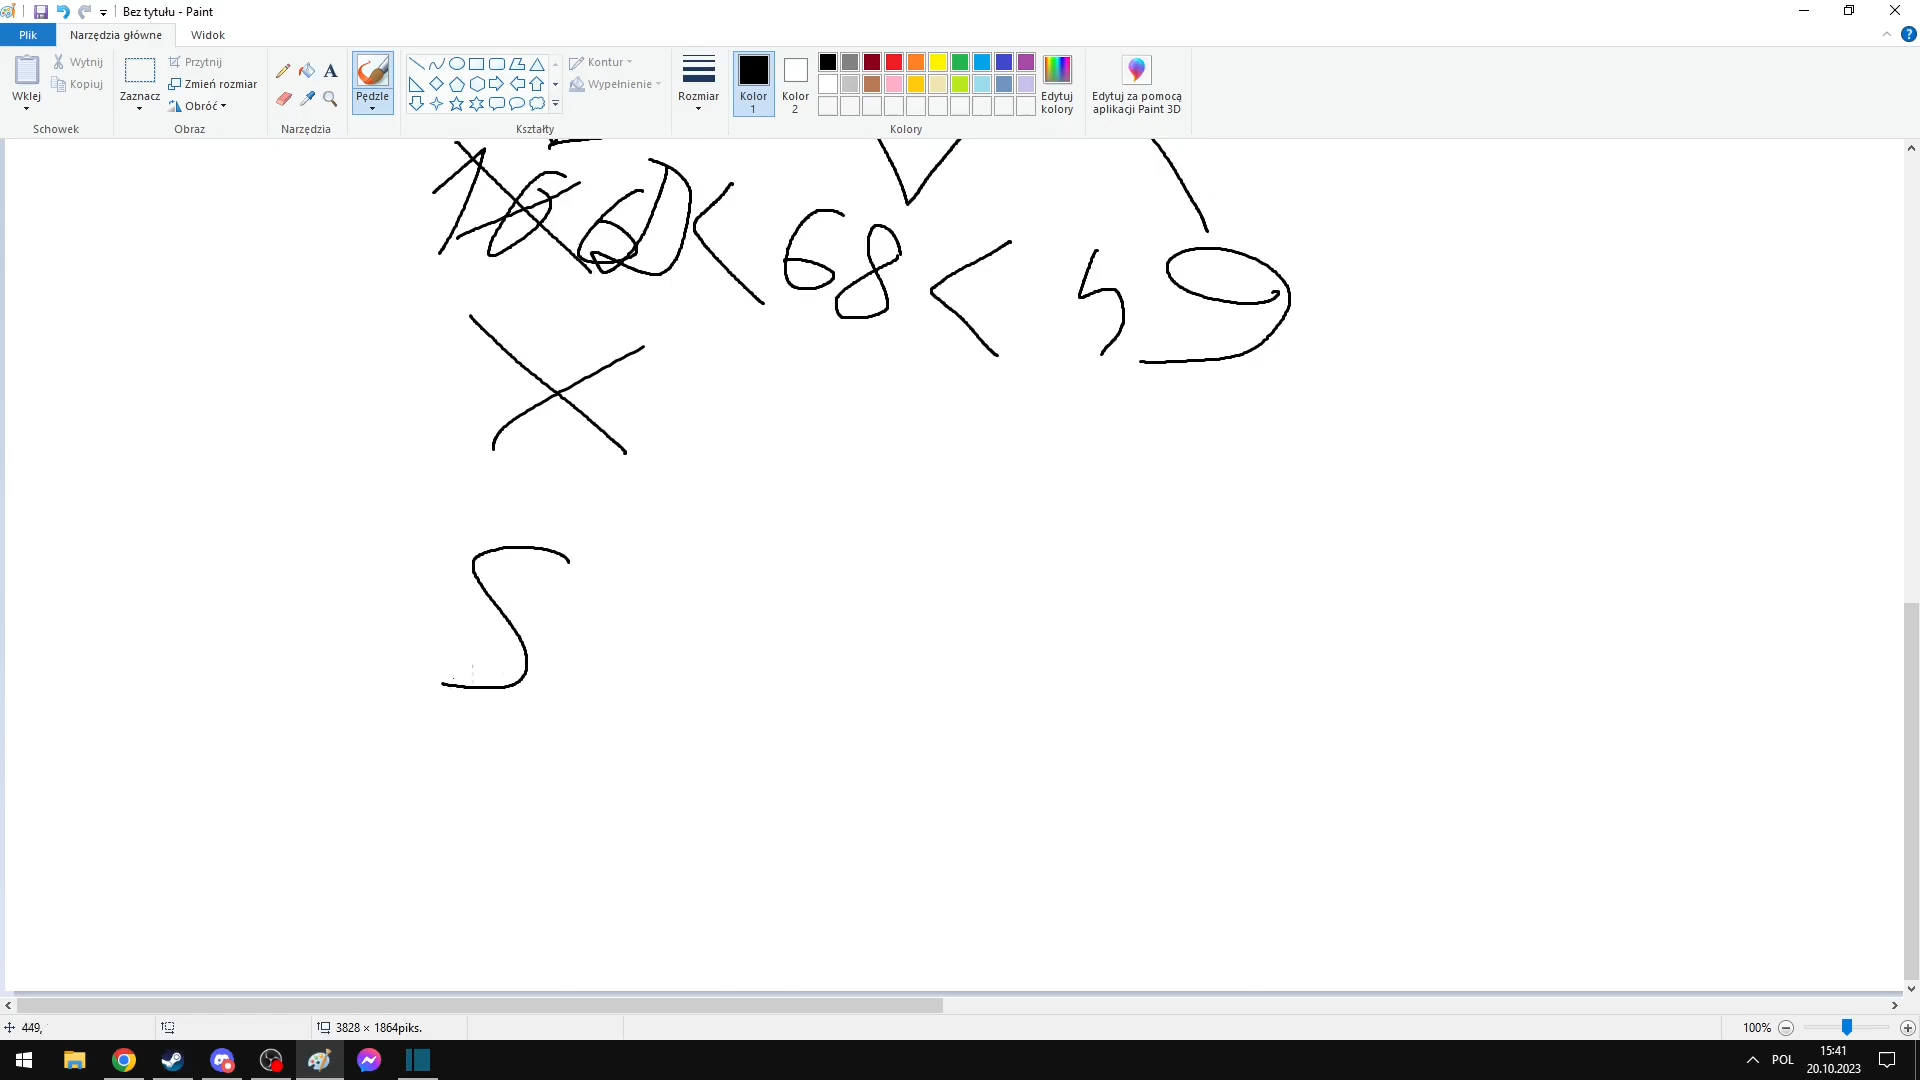 Bez tytułu - Paint
Plik Narzędzia główne Widok
Wklej
Wytnij
Kopiuj
Schowek
Zaznacz
Przytnij
Zmień rozmiar
Obróć
Obraz
A
Narzędzia
Pędzle
Kontur
Wypełnienie
Kształty
Rozmiar
Kolor 1
Kolor 2
Edytuj kolory
Kolory
Edytuj za pomocą aplikacji Paint 3D
< 68 < 59
X
S
449,
3828 × 1864piks.
100%
POL
15:41
20.10.2023